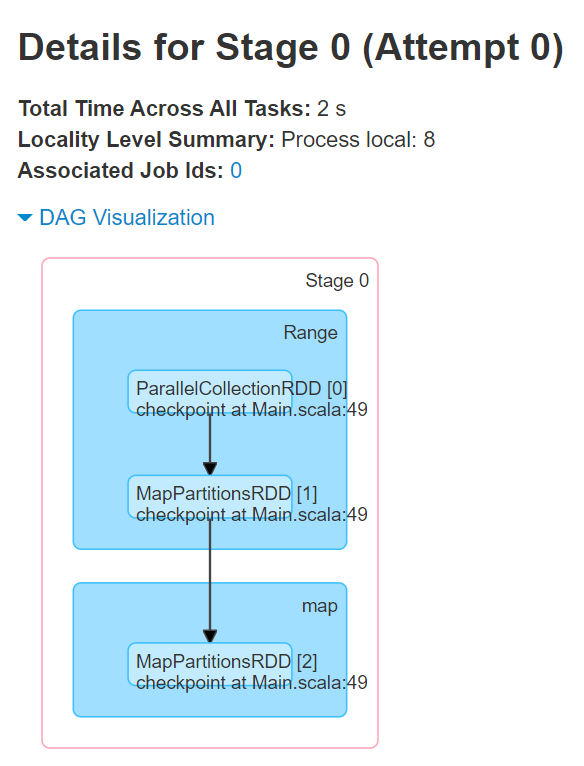 Details for Stage 0 (Attempt 0)
Total Time Across All Tasks: 2 s
Locality Level Summary: Process local: 8
Associated Job Ids: 0
DAG Visualization
Stage 0
Range
ParallelCollectionRDD [0]
checkpoint at Main.scala:49
MapPartitionsRDD [1]
checkpoint at Main.scala:49
map
MapPartitionsRDD [2]
checkpoint at Main.scala:49